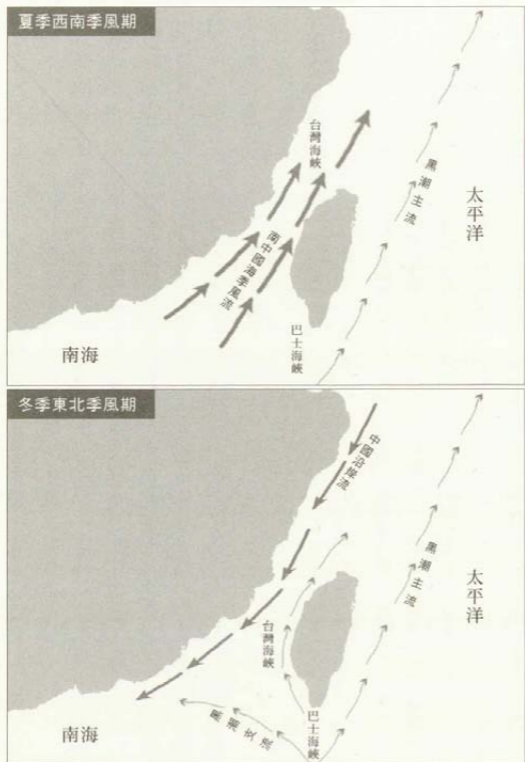 夏季西南季風期
台灣海峽
黑潮主流
太平洋
南中國海季風流
巴士海峽
南海
冬季東北季風期
中國沿岸流
黑潮主流
太平洋
台灣海峽
黑潮支流
巴士海峽
南海